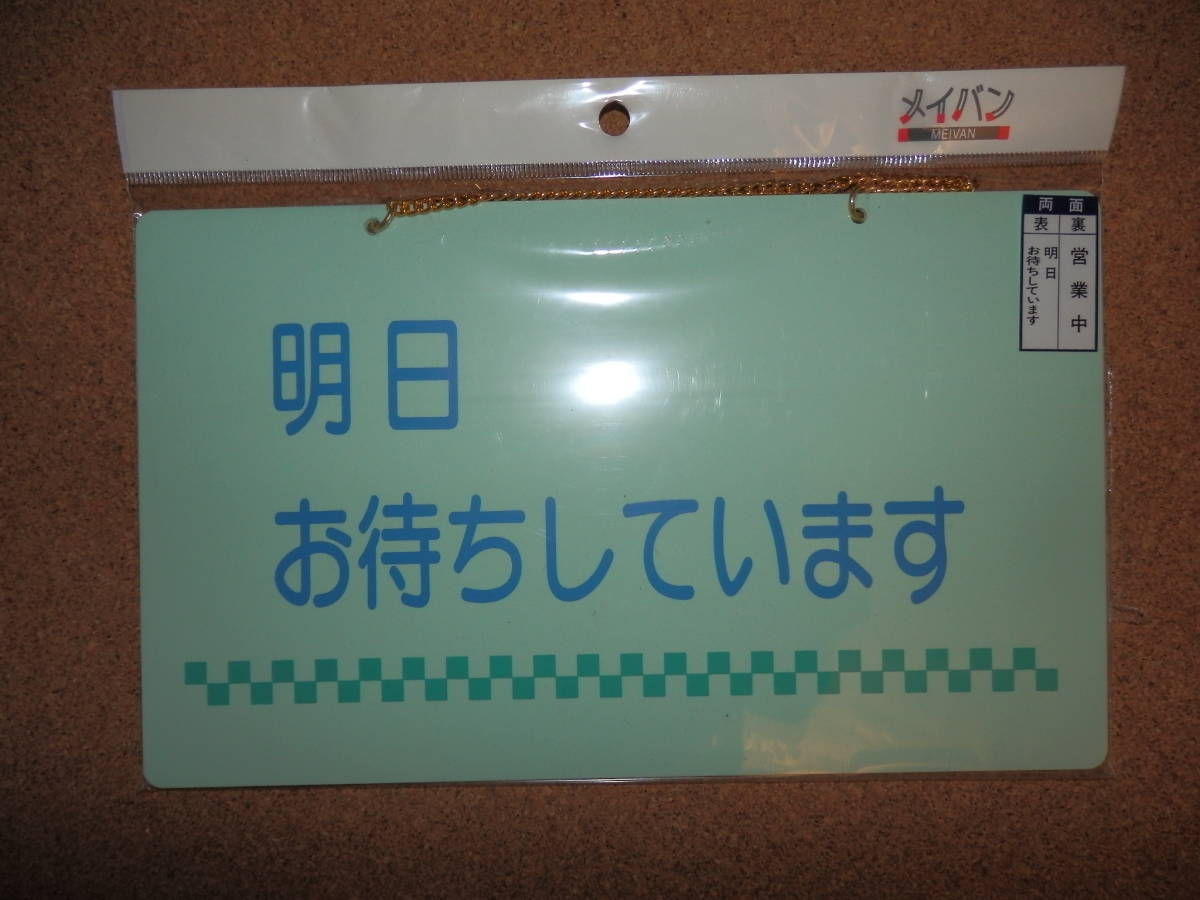 メイバン
MEIVAN
両面
表 裏
営業中
明日
お待ちしています
明日
お待ちしています